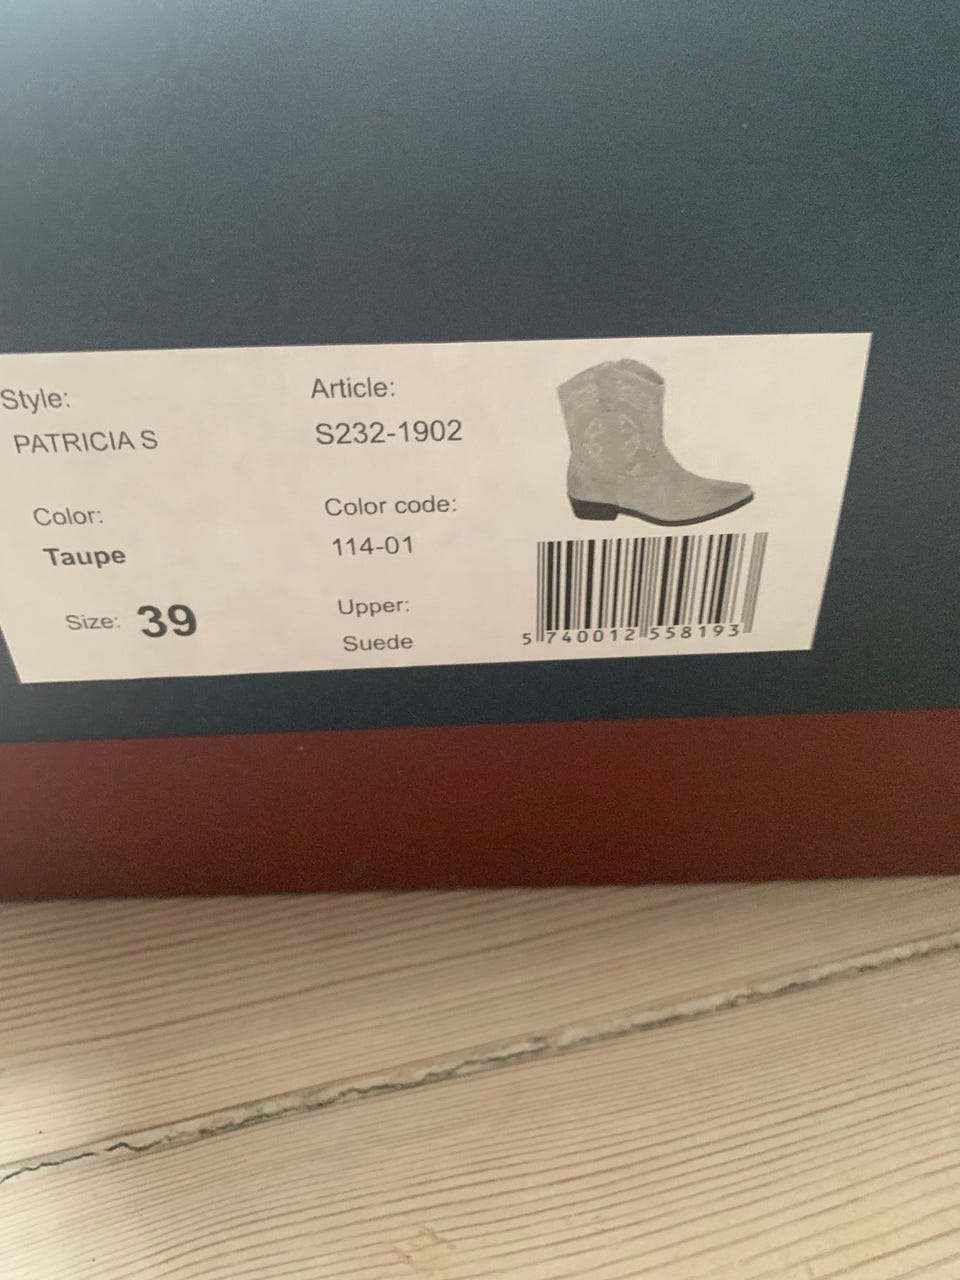 Style:
PATRICIA S
Color:
Taupe
Size: 39
Article:
S232-1902
Color code:
114-01
Upper:
Suede
5 740012 558193